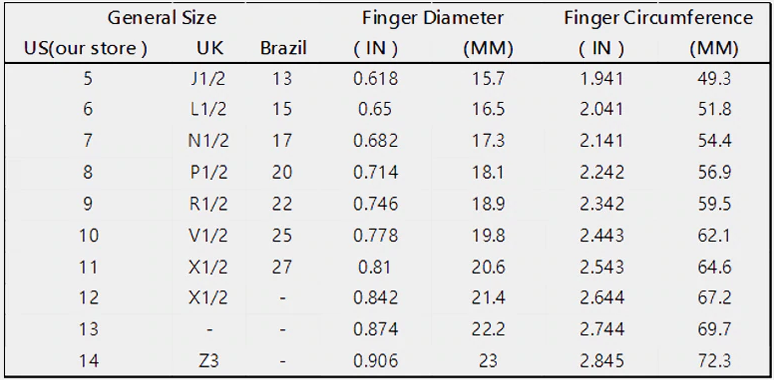 General Size Finger Diameter Finger Circumference
US(our store ) UK Brazil ( IN ) (MM) ( IN ) (MM)
5 J1/2 13 0.618 15.7 1.941 49.3
6 L1/2 15 0.65 16.5 2.041 51.8
7 N1/2 17 0.682 17.3 2.141 54.4
8 P1/2 20 0.714 18.1 2.242 56.9
9 R1/2 22 0.746 18.9 2.342 59.5
10 V1/2 25 0.778 19.8 2.443 62.1
11 X1/2 27 0.81 20.6 2.543 64.6
12 X1/2 - 0.842 21.4 2.644 67.2
13 - - 0.874 22.2 2.744 69.7
14 Z3 - 0.906 23 2.845 72.3